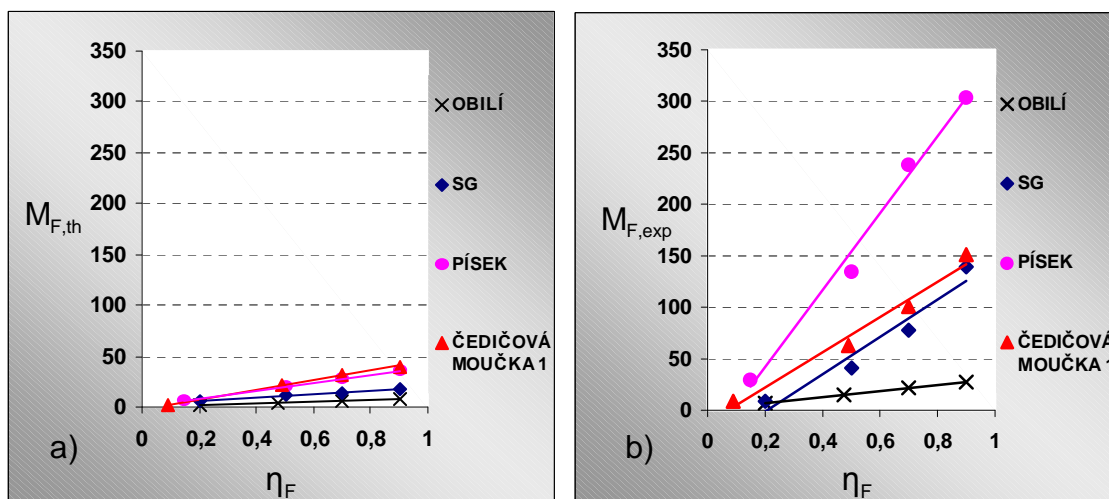 350
300
250
200
150
100
50
0
M_F,th
0 0,2 0,4 0,6 0,8 1
η_F
a)
OBILÍ
SG
PÍSEK
ČEDIČOVÁ
MOUČKA 1
350
300
250
200
150
100
50
0
M_F,exp
0 0,2 0,4 0,6 0,8 1
η_F
b)
OBILÍ
SG
PÍSEK
ČEDIČOVÁ
MOUČKA 1